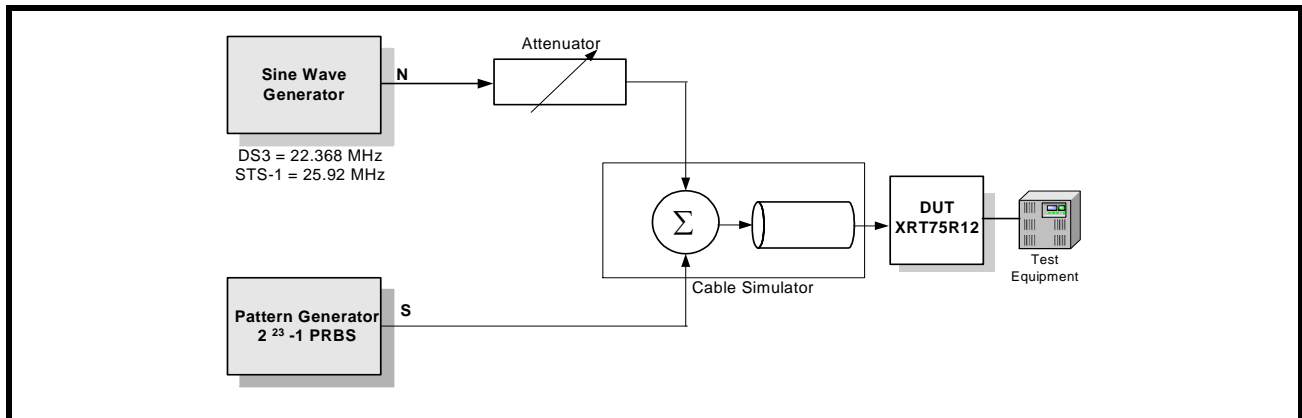 Attenuator
Sine Wave
Generator
N
DS3 = 22.368 MHz
STS-1 = 25.92 MHz
Σ
DUT
XRT75R12
Test
Equipment
Cable Simulator
Pattern Generator
2 ²³ -1 PRBS
S